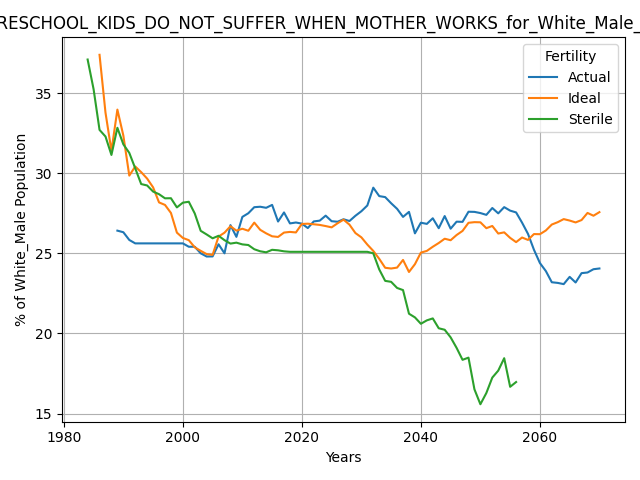 RESCHOOL_KIDS_DO_NOT_SUFFER_WHEN_MOTHER_WORKS_for_White_Male_
Fertility
Actual
Ideal
Sterile
% of White_Male Population
35
30
25
20
15
1980
2000
2020
2040
2060
Years